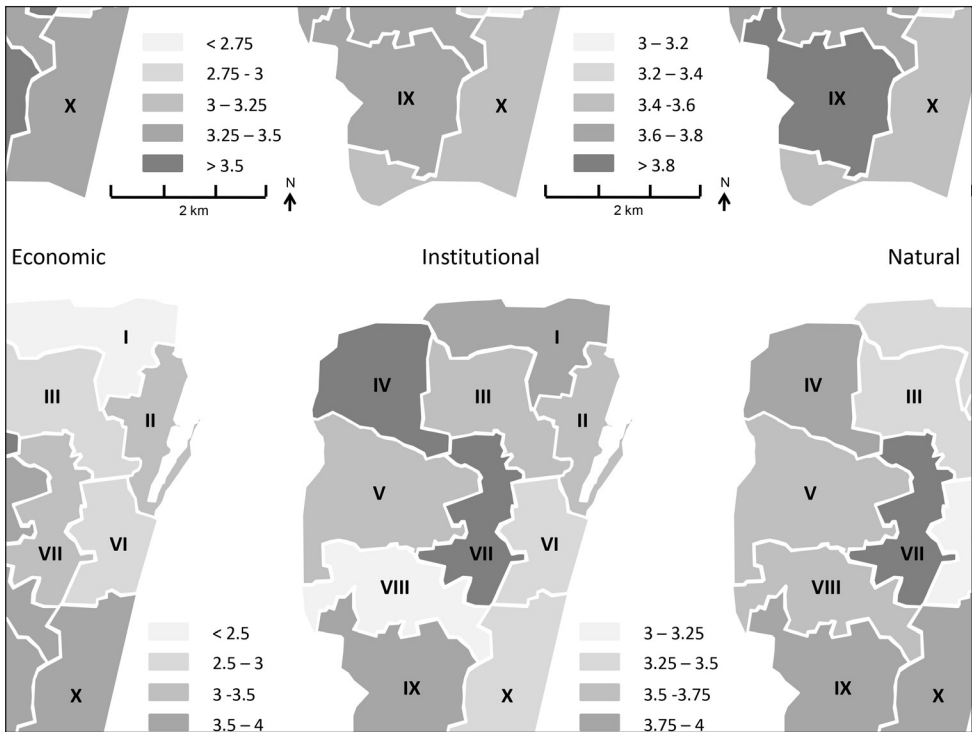 < 2.75
2.75 - 3
3 – 3.25
3.25 – 3.5
> 3.5
X
2 km
N
IX
X
3 – 3.2
3.2 – 3.4
3.4 -3.6
3.6 – 3.8
> 3.8
2 km
N
IX
X
Economic
Institutional
Natural
I
II
III
VI
VII
X
< 2.5
2.5 – 3
3 -3.5
3.5 – 4
I
II
III
IV
V
VI
VII
VIII
IX
X
3 – 3.25
3.25 – 3.5
3.5 -3.75
3.75 – 4
III
IV
V
VII
VIII
IX
X